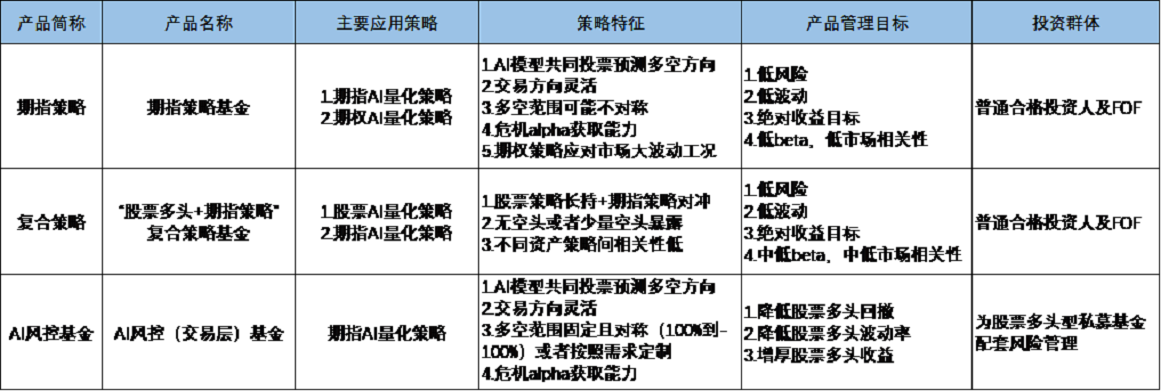 产品简称 产品名称 主要应用策略 策略特征 产品管理目标 投资群体
期指策略
期指策略基金
1.期指AI量化策略
2.期权AI量化策略
1.AI模型共同投票预测多空方向
2.交易方向灵活
3.多空范围可能不对称
4.危机alpha获取能力
5.期权策略应对市场大波动工况
1.低风险
2.低波动
3.绝对收益目标
4.低beta，低市场相关性
普通合格投资人及FOF
复合策略
“股票多头+期指策略”
复合策略基金
1.股票AI量化策略
2.期指AI量化策略
1.股票策略长持+期指策略对冲
2.无空头或者少量空头暴露
3.不同资产策略间相关性低
1.低风险
2.低波动
3.绝对收益目标
4.中低beta，中低市场相关性
普通合格投资人及FOF
AI风控基金
AI风控（交易层）基金
期指AI量化策略
1.AI模型共同投票预测多空方向
2.交易方向灵活
3.多空范围固定且对称（100%到-
100%）或者按照需求定制
4.危机alpha获取能力
1.降低股票多头回撤
2.降低股票多头波动率
3.增厚股票多头收益
为股票多头型私募基金
配套风险管理